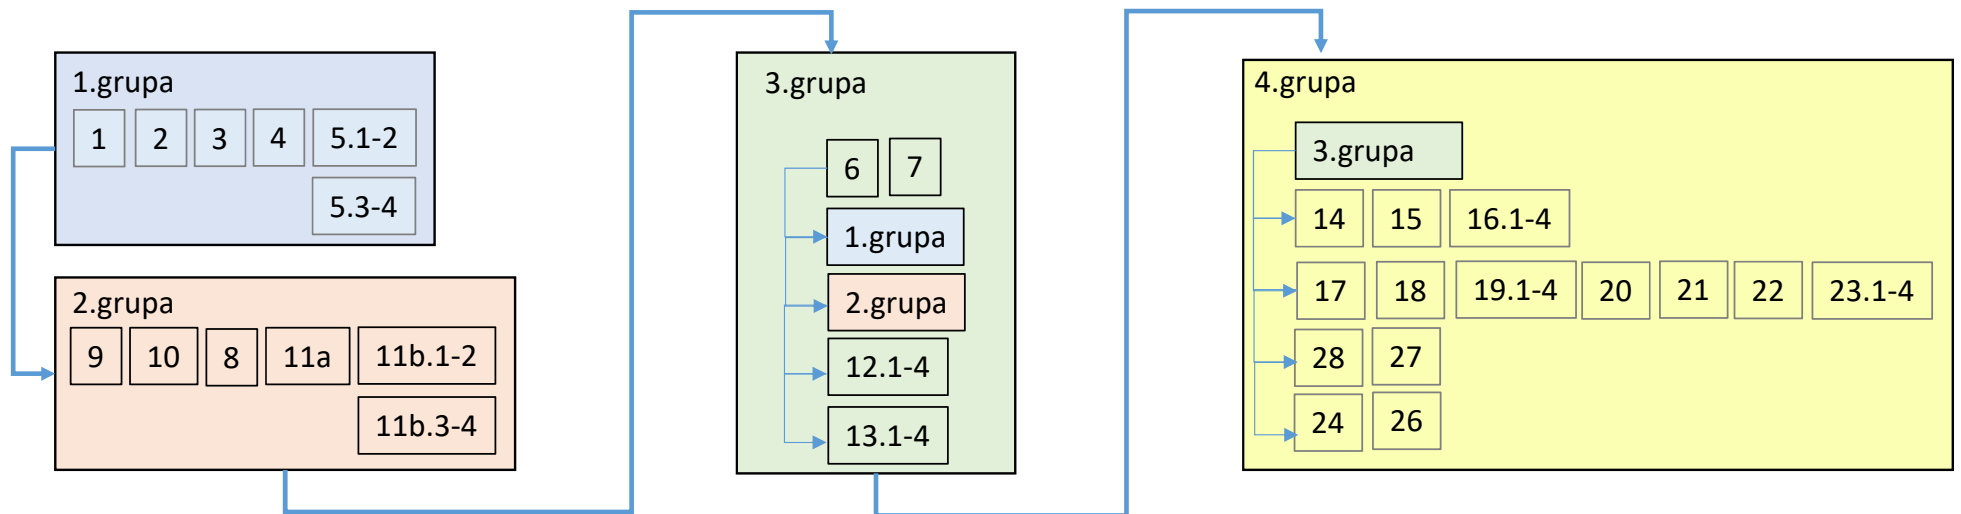 1.grupa
1 2 3 4 5.1-2
5.3-4
2.grupa
9 10 8 11a 11b.1-2
11b.3-4
3.grupa
6 7
1.grupa
2.grupa
12.1-4
13.1-4
4.grupa
3.grupa
14 15 16.1-4
17 18 19.1-4 20 21 22 23.1-4
28 27
24 26